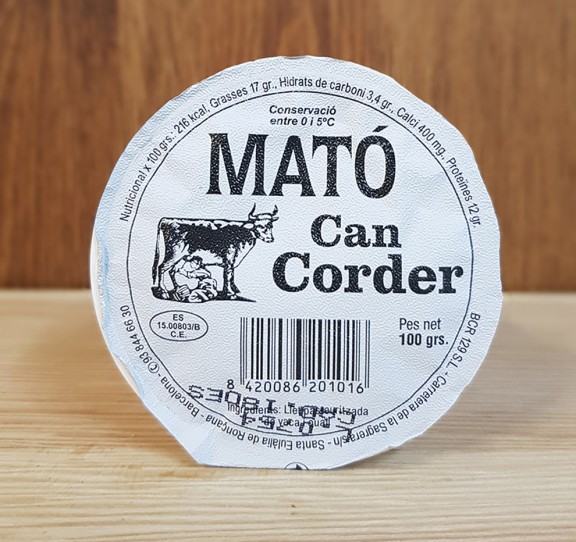 Nutricional x 100 grs.: 216 kcal, Grasses 17 gr., Hidrats de carboni 3,4 gr., Calci 400 mg., Proteïnes 12 gr.
Conservació
entre 0 i 5ºC
MATÓ
Can
Corder
ES
15.00803/B
C.E.
Pes net
100 grs.
8 420086 201016
Ingredients: Llet pasteuritzada
de vaca i quall
BCR 129 S.L. - Carretera de la Sagrera s/n - Santa Eulàlia de Ronçana - Barcelona - 93 844 66 30